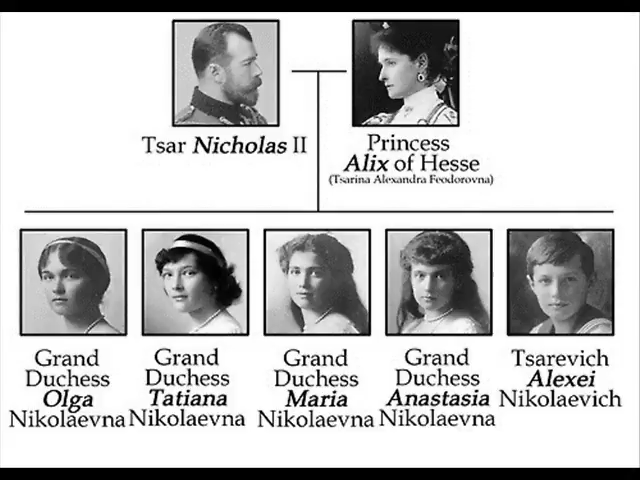 Tsar Nicholas II
Princess
Alix of Hesse
(Tsarina Alexandra Feodorovna)
Grand
Duchess
Olga
Nikolaevna
Grand
Duchess
Tatiana
Nikolaevna
Grand
Duchess
Maria
Nikolaevna
Grand
Duchess
Anastasia
Nikolaevna
Tsarevich
Alexei
Nikolaevich